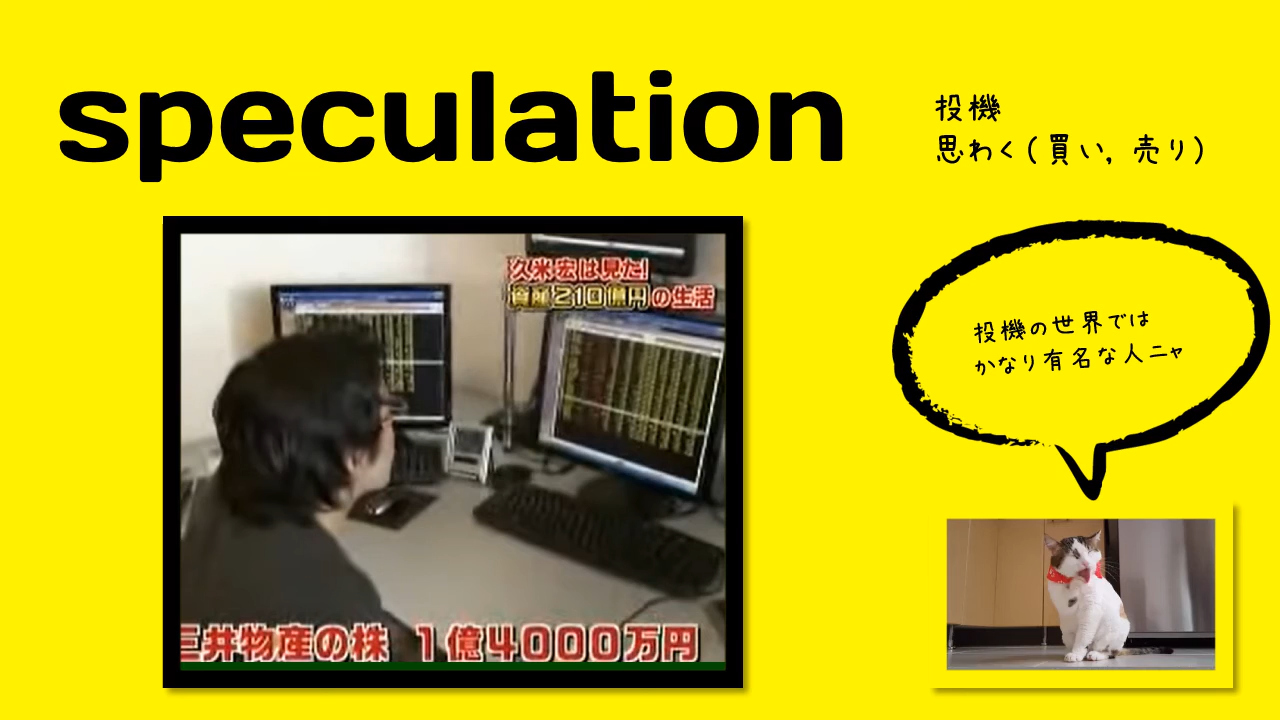 speculation
投機
思わく(買い, 売り)
久米宏は見た!
資産210億円の生活
投機の世界では
かなり有名な人ニャ
三井物産の株 1億4000万円